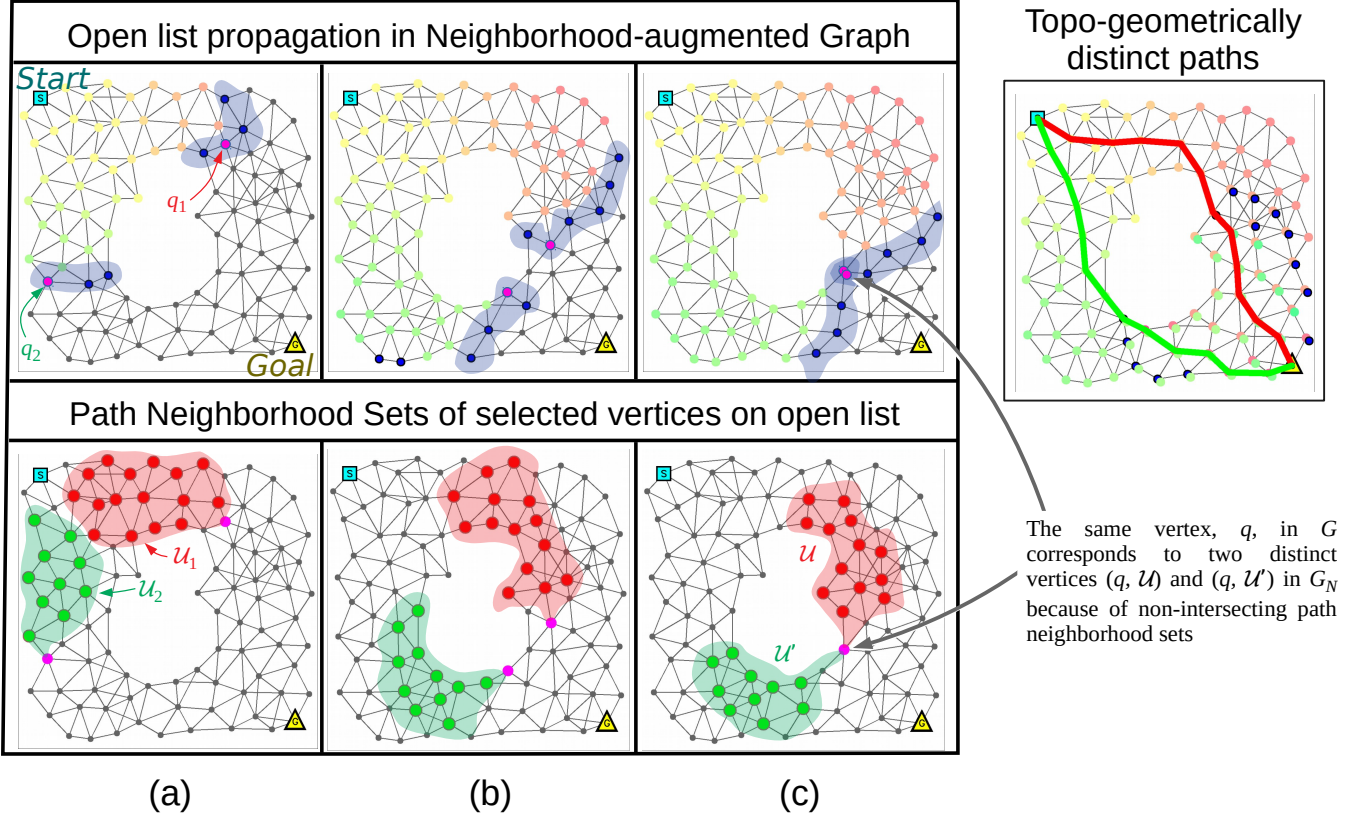 Open list propagation in Neighborhood-augmented Graph
Topo-geometrically
distinct paths
Start
S
q1
q2
G
Goal
S
G
S
G
S
G
Path Neighborhood Sets of selected vertices on open list
S
𝒰1
𝒰2
G
S
G
S
𝒰
𝒰'
G
The same vertex, q, in G
corresponds to two distinct
vertices (q, 𝒰) and (q, 𝒰') in GN
because of non-intersecting path
neighborhood sets
(a)
(b)
(c)